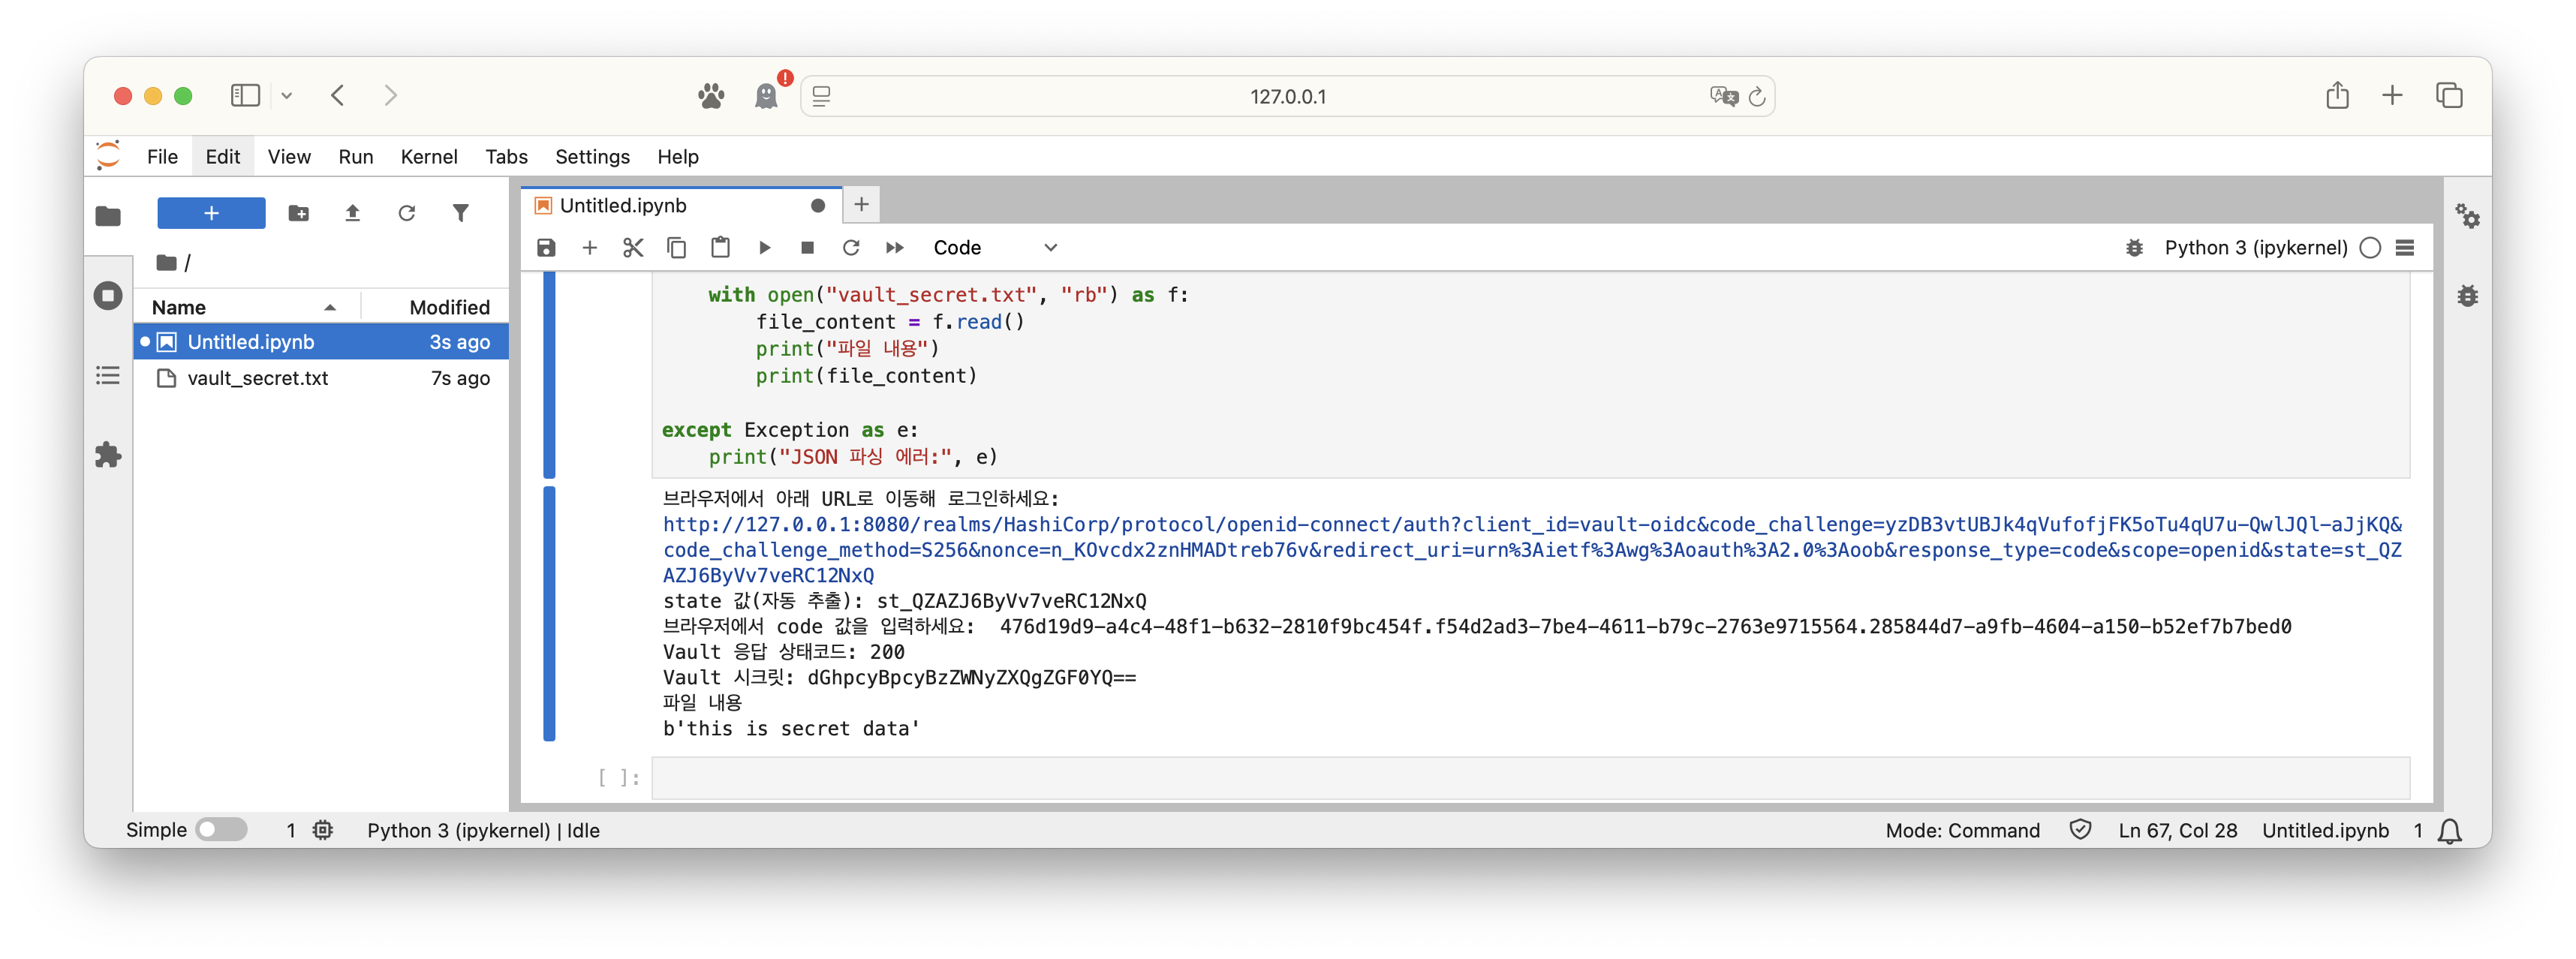 127.0.0.1
File Edit View Run Kernel Tabs Settings Help
Untitled.ipynb
Code
Python 3 (ipykernel)
/
Name Modified
Untitled.ipynb 3s ago
vault_secret.txt 7s ago
with open("vault_secret.txt", "rb") as f:
file_content = f.read()
print("파일 내용")
print(file_content)
except Exception as e:
print("JSON 파싱 에러:", e)
브라우저에서 아래 URL로 이동해 로그인하세요:
http://127.0.0.1:8080/realms/HashiCorp/protocol/openid-connect/auth?client_id=vault-oidc&code_challenge=yzDB3vtUBJk4qVufofjFK5oTu4qU7u-QwlJQl-aJjKQ&
code_challenge_method=S256&nonce=n_KOvcdx2znHMADtreb76v&redirect_uri=urn%3Aietf%3Awg%3Aoauth%3A2.0%3Aoob&response_type=code&scope=openid&state=st_QZ
AZJ6ByVv7veRC12NxQ
state 값(자동 추출): st_QZAZJ6ByVv7veRC12NxQ
브라우저에서 code 값을 입력하세요:  476d19d9-a4c4-48f1-b632-2810f9bc454f.f54d2ad3-7be4-4611-b79c-2763e9715564.285844d7-a9fb-4604-a150-b52ef7b7bed0
Vault 응답 상태코드: 200
Vault 시크릿: dGhpcyBpcyBzZWNyZXQgZGF0YQ==
파일 내용
b'this is secret data'
[ ]:
Simple 1 Python 3 (ipykernel) | Idle Mode: Command Ln 67, Col 28 Untitled.ipynb 1